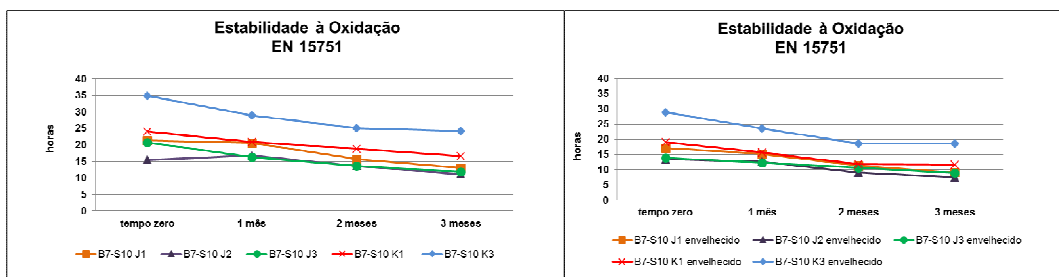 Estabilidade à Oxidação
EN 15751
horas
40
35
30
25
20
15
10
5
0
tempo zero 1 mês 2 meses 3 meses
B7-S10 J1 B7-S10 J2 B7-S10 J3 B7-S10 K1 B7-S10 K3
Estabilidade à Oxidação
EN 15751
horas
40
35
30
25
20
15
10
5
0
tempo zero 1 mês 2 meses 3 meses
B7-S10 J1 envelhecido B7-S10 J2 envelhecido B7-S10 J3 envelhecido
B7-S10 K1 envelhecido B7-S10 K3 envelhecido